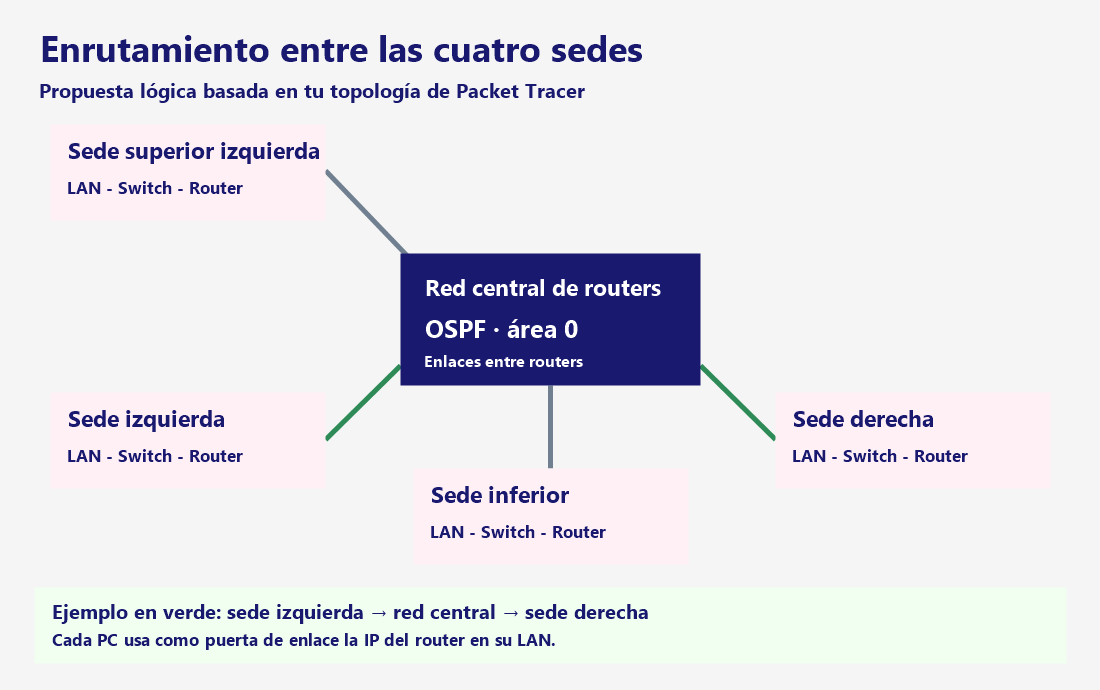 Enrutamiento entre las cuatro sedes
Propuesta lógica basada en tu topología de Packet Tracer
Sede superior izquierda
LAN - Switch - Router
Red central de routers
OSPF · área 0
Enlaces entre routers
Sede izquierda
LAN - Switch - Router
Sede derecha
LAN - Switch - Router
Sede inferior
LAN - Switch - Router
Ejemplo en verde: sede izquierda → red central → sede derecha
Cada PC usa como puerta de enlace la IP del router en su LAN.